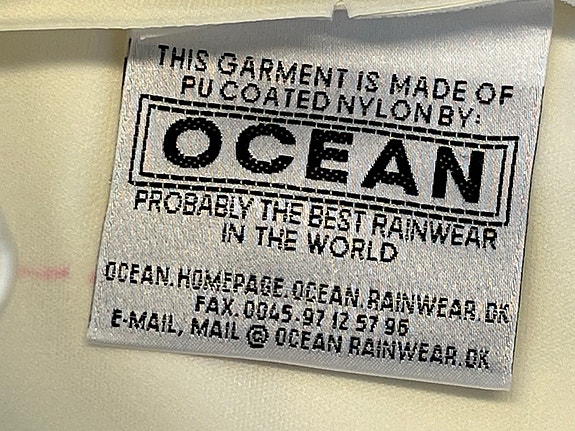 THIS GARMENT IS MADE OF
PU COATED NYLON BY:
OCEAN
PROBABLY THE BEST RAINWEAR
IN THE WORLD
OCEAN.HOMEPAGE.OCEAN.RAINWEAR.DK
FAX.0045.97 12 57 96
E-MAIL, MAIL @ OCEAN RAINWEAR.DK